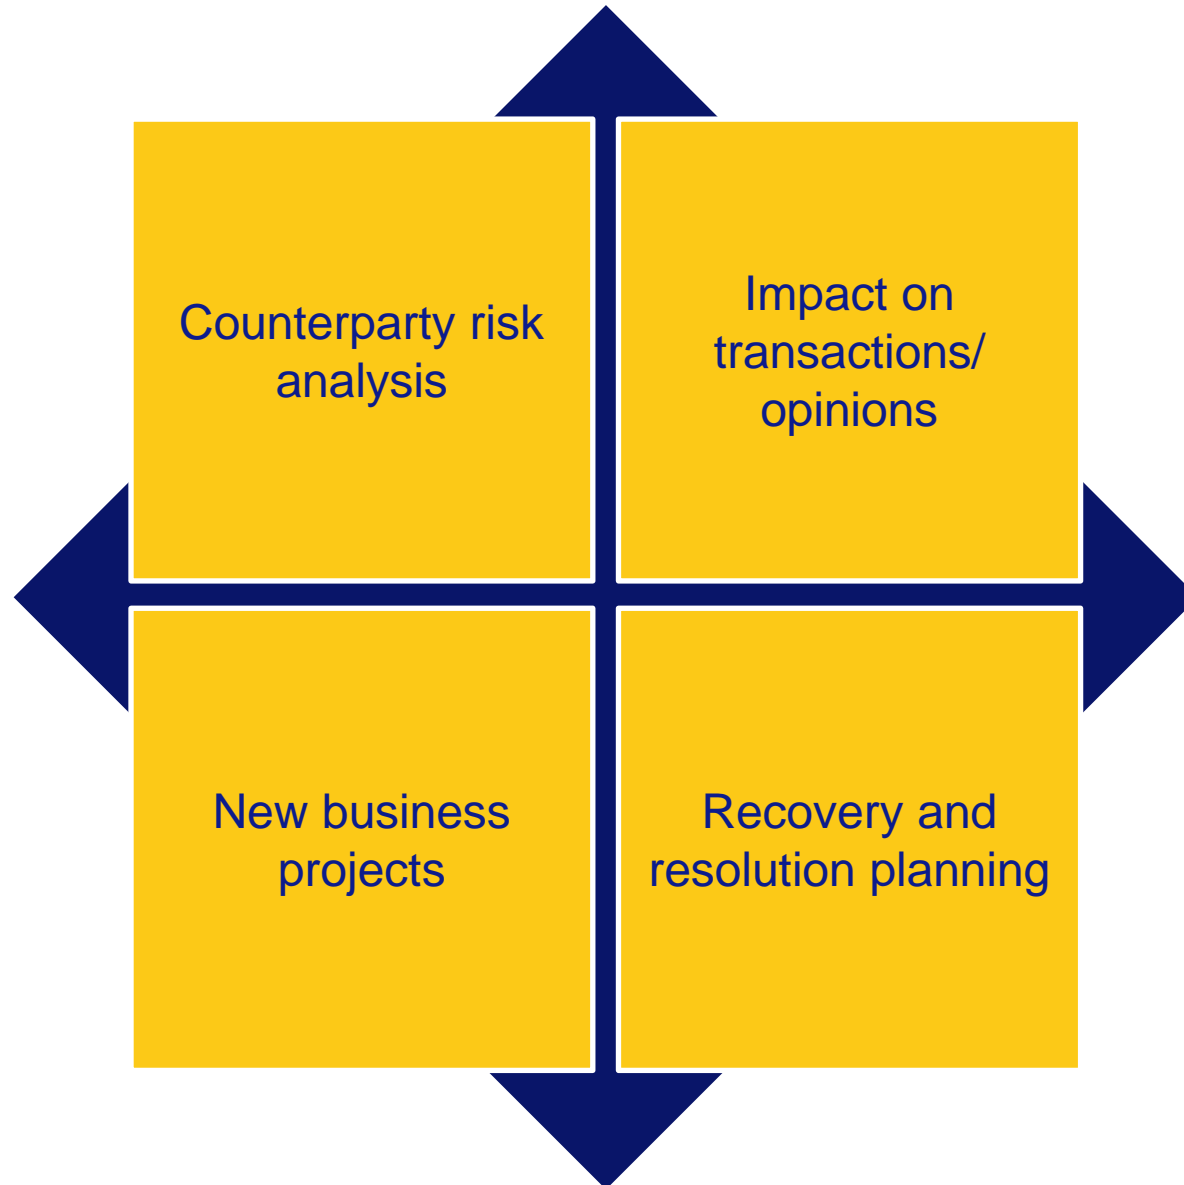 Counterparty risk
analysis
Impact on
transactions/
opinions
New business
projects
Recovery and
resolution planning